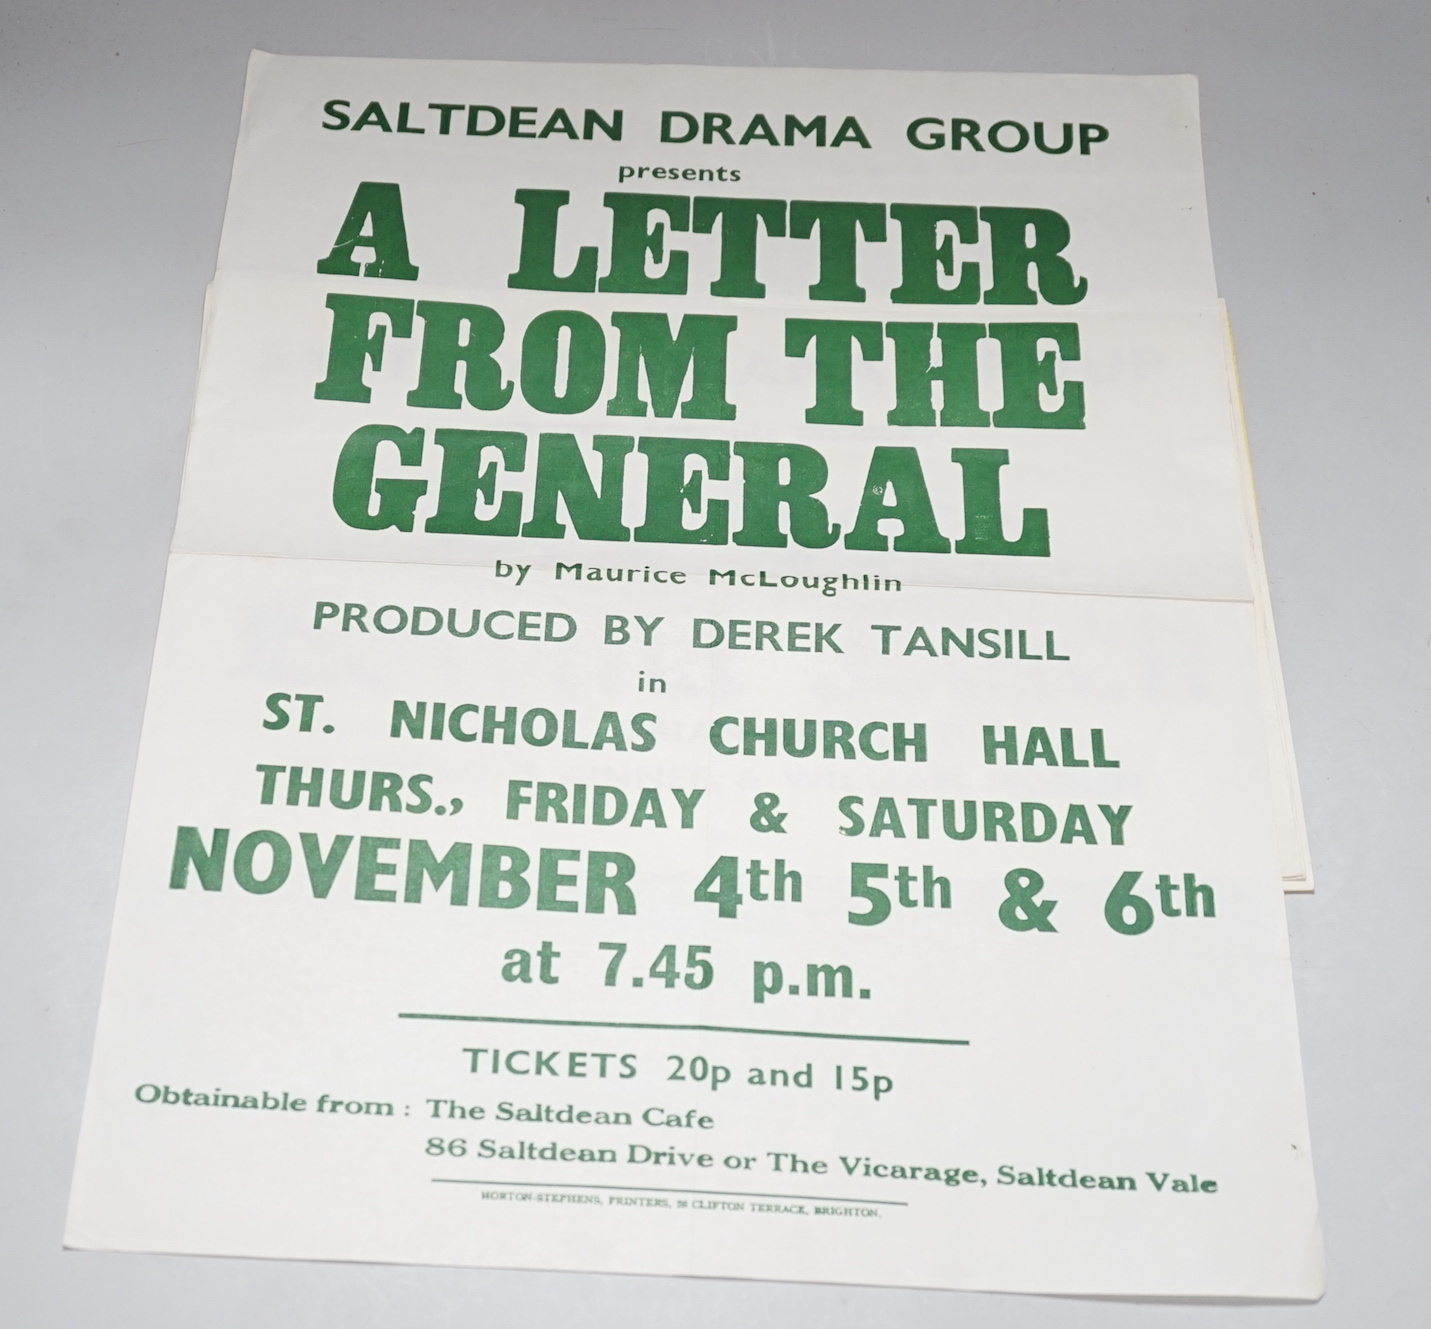 SALTDEAN DRAMA GROUP
presents
A LETTER
FROM THE
GENERAL
by Maurice McLoughlin
PRODUCED BY DEREK TANSILL
in
ST. NICHOLAS CHURCH HALL
THURS., FRIDAY & SATURDAY
NOVEMBER 4th 5th & 6th
at 7.45 p.m.
TICKETS 20p and 15p
Obtainable from : The Saltdean Cafe
86 Saltdean Drive or The Vicarage, Saltdean Vale
HORTON-STEPHENS, PRINTERS, CLIFTON TERRACE, BRIGHTON.